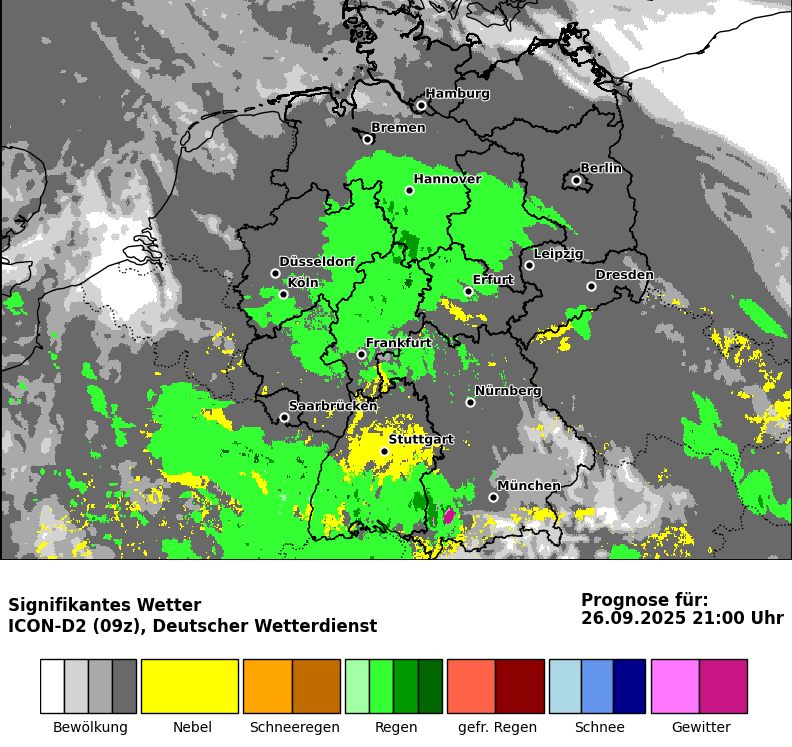 Hamburg
Bremen
Berlin
Hannover
Düsseldorf
Leipzig
Köln
Erfurt
Dresden
Frankfurt
Nürnberg
Saarbrücken
Stuttgart
München
Signifikantes Wetter
ICON-D2 (09z), Deutscher Wetterdienst
Prognose für:
26.09.2025 21:00 Uhr
Bewölkung Nebel Schneeregen Regen gefr. Regen Schnee Gewitter